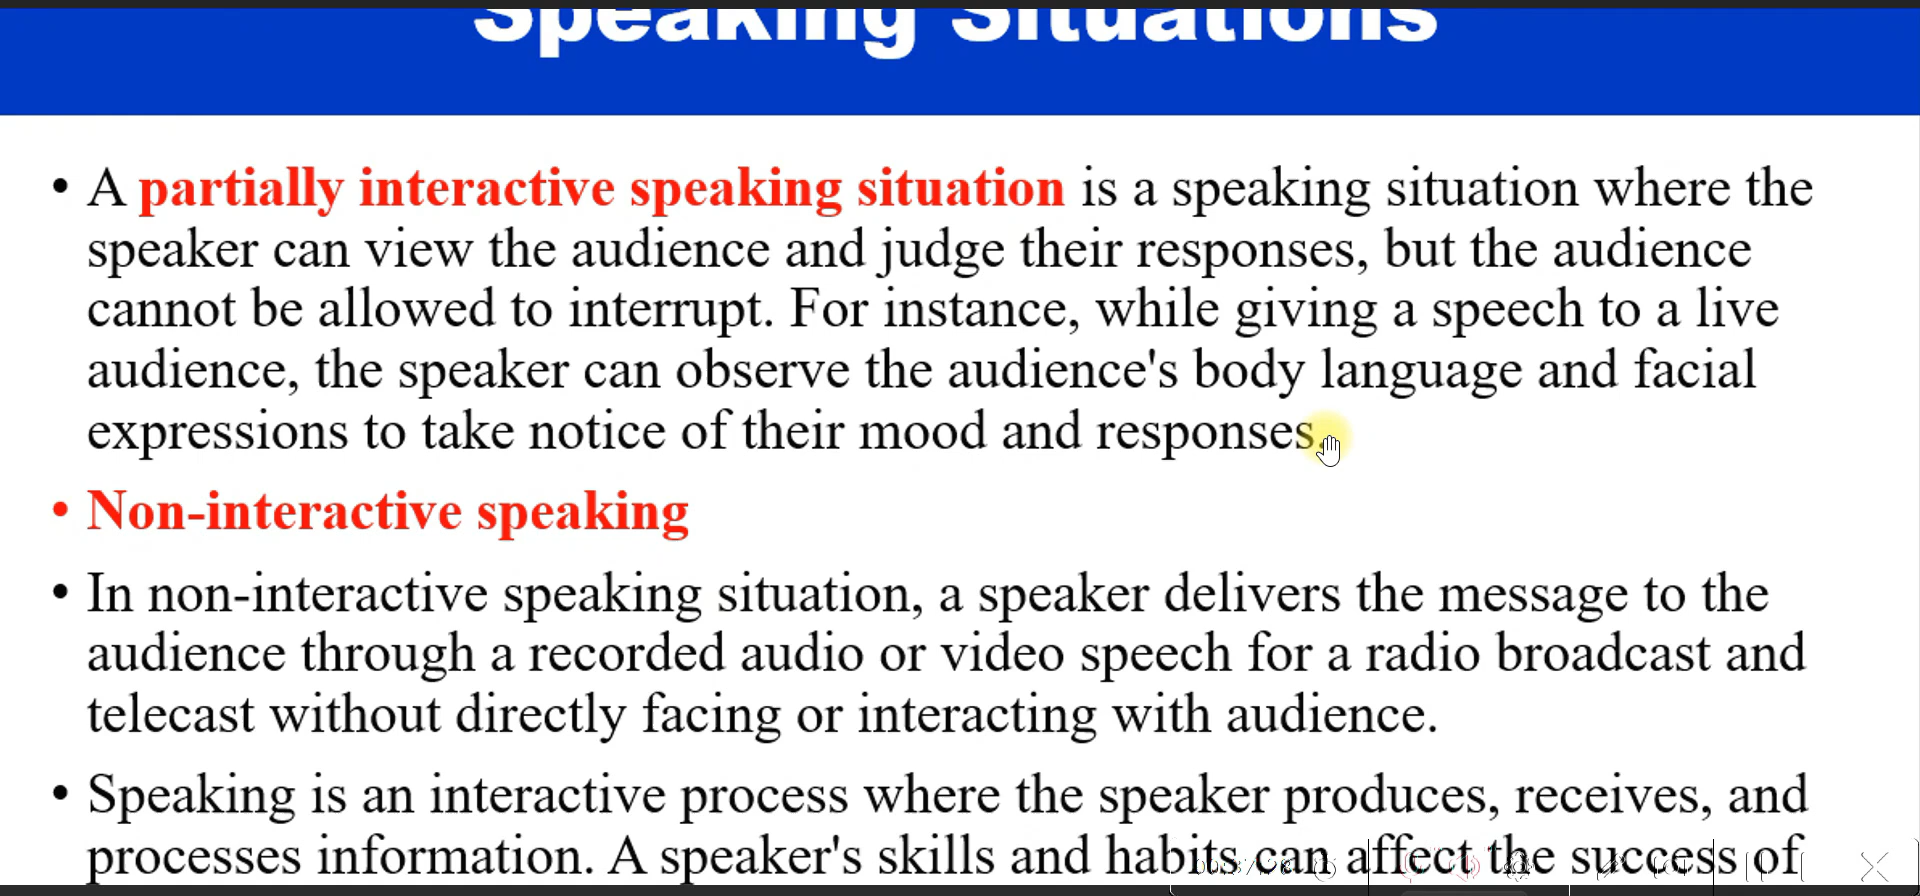 Speaking Situations
• A partially interactive speaking situation is a speaking situation where the
speaker can view the audience and judge their responses, but the audience
cannot be allowed to interrupt. For instance, while giving a speech to a live
audience, the speaker can observe the audience's body language and facial
expressions to take notice of their mood and responses.
• Non-interactive speaking
• In non-interactive speaking situation, a speaker delivers the message to the
audience through a recorded audio or video speech for a radio broadcast and
telecast without directly facing or interacting with audience.
• Speaking is an interactive process where the speaker produces, receives, and
processes information. A speaker's skills and habits can affect the success of